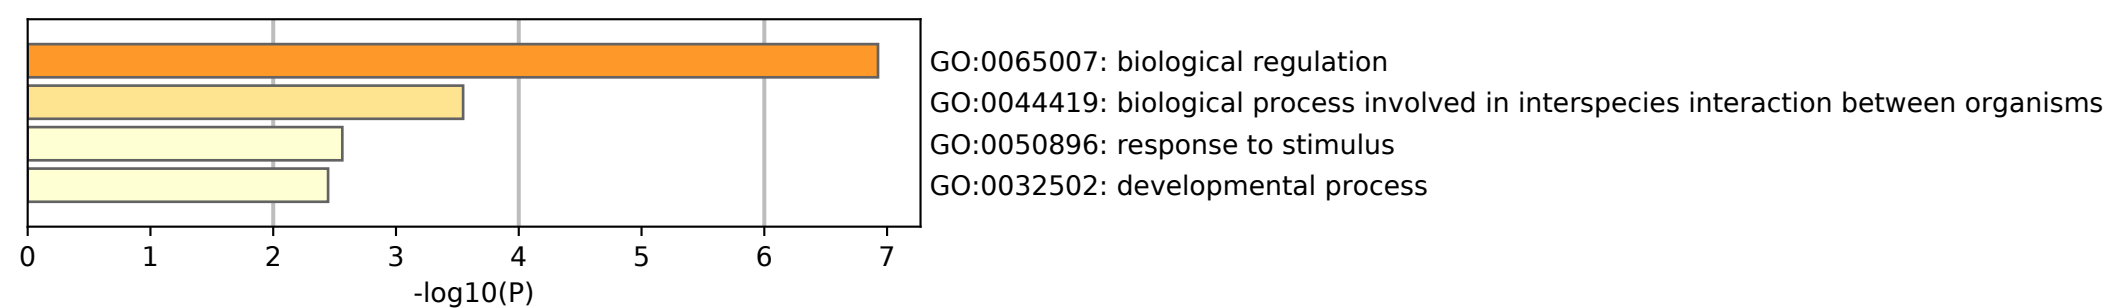 GO:0065007: biological regulation
GO:0044419: biological process involved in interspecies interaction between organisms
GO:0050896: response to stimulus
GO:0032502: developmental process
0 1 2 3 4 5 6 7
-log10(P)